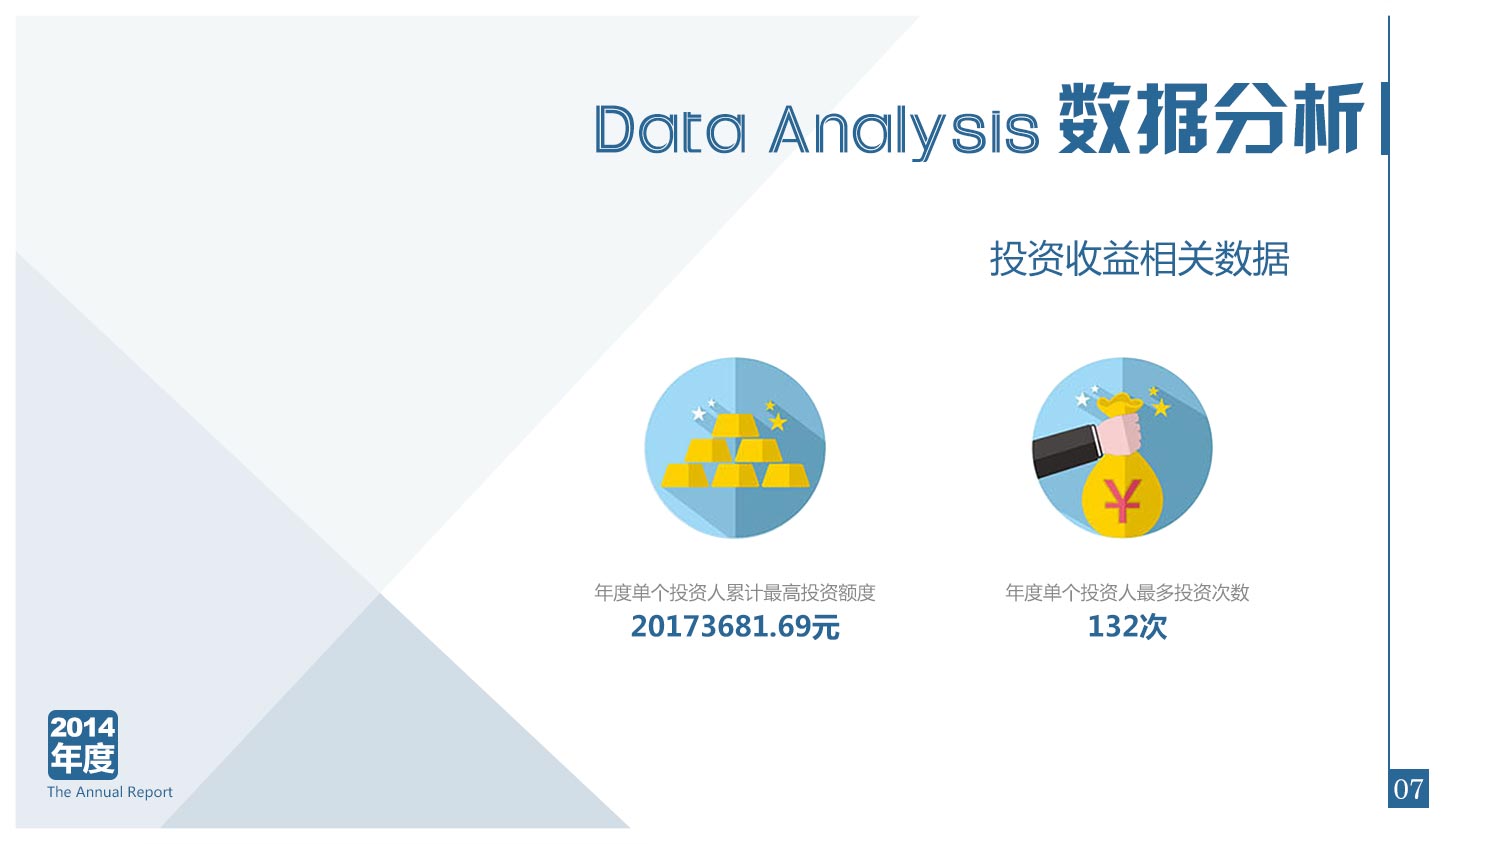 Data Analysis 数据分析
投资收益相关数据
¥
年度单个投资人累计最高投资额度
20173681.69元
年度单个投资人最多投资次数
132次
2014
年度
The Annual Report
07